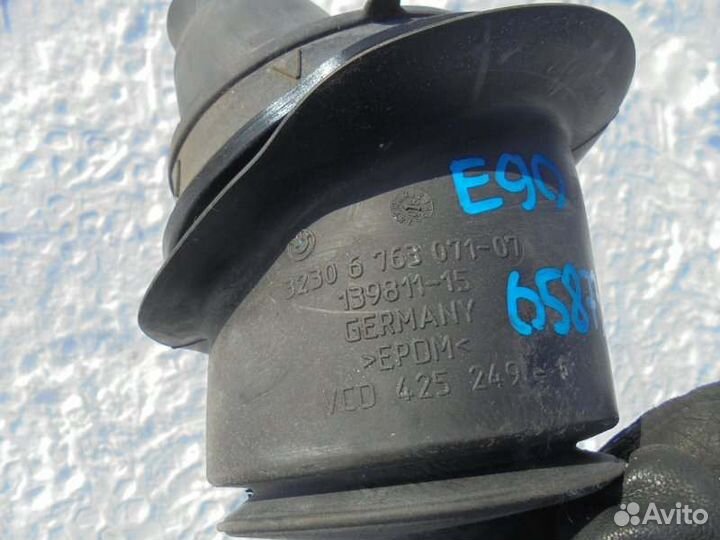 E90
3230 6 763 071-07
139811-15
GERMANY
>EPDM<
VCD 425 249
Avito